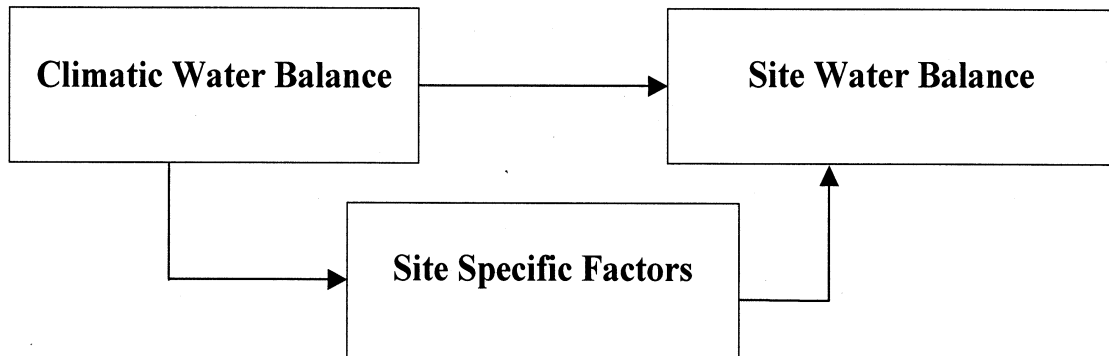 Climatic Water Balance
Site Water Balance
Site Specific Factors